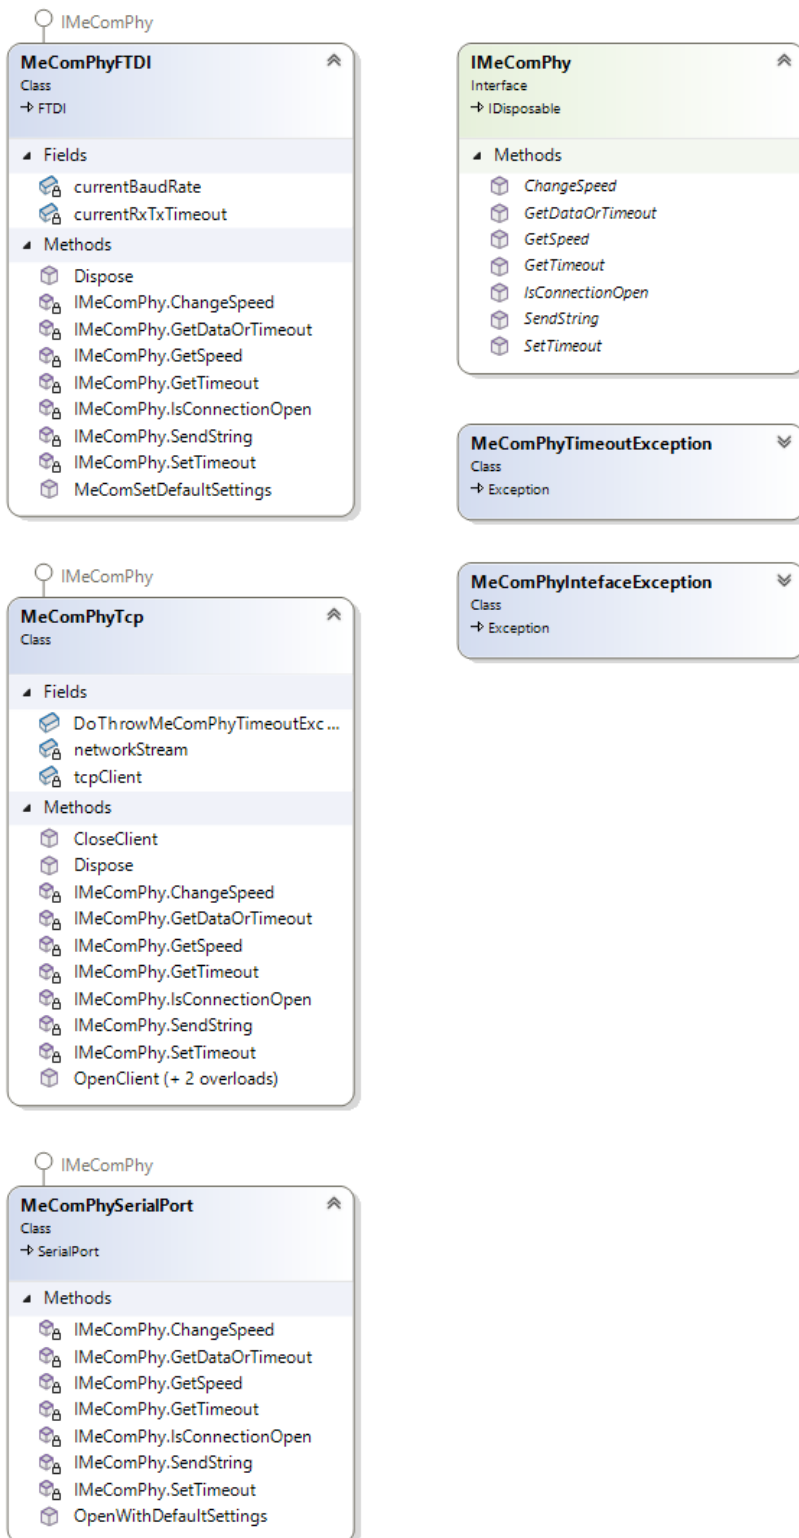 IMeComPhy
MeComPhyFTDI
Class
FTDI
Fields
currentBaudRate
currentRxTxTimeout
Methods
Dispose
IMeComPhy.ChangeSpeed
IMeComPhy.GetDataOrTimeout
IMeComPhy.GetSpeed
IMeComPhy.GetTimeout
IMeComPhy.IsConnectionOpen
IMeComPhy.SendString
IMeComPhy.SetTimeout
MeComSetDefaultSettings
IMeComPhy
MeComPhyTcp
Class
Fields
DoThrowMeComPhyTimeoutExc...
networkStream
tcpClient
Methods
CloseClient
Dispose
IMeComPhy.ChangeSpeed
IMeComPhy.GetDataOrTimeout
IMeComPhy.GetSpeed
IMeComPhy.GetTimeout
IMeComPhy.IsConnectionOpen
IMeComPhy.SendString
IMeComPhy.SetTimeout
OpenClient (+ 2 overloads)
IMeComPhy
MeComPhySerialPort
Class
SerialPort
Methods
IMeComPhy.ChangeSpeed
IMeComPhy.GetDataOrTimeout
IMeComPhy.GetSpeed
IMeComPhy.GetTimeout
IMeComPhy.IsConnectionOpen
IMeComPhy.SendString
IMeComPhy.SetTimeout
OpenWithDefaultSettings
IMeComPhy
Interface
IDisposable
Methods
ChangeSpeed
GetDataOrTimeout
GetSpeed
GetTimeout
IsConnectionOpen
SendString
SetTimeout
MeComPhyTimeoutException
Class
Exception
MeComPhyIntefaceException
Class
Exception